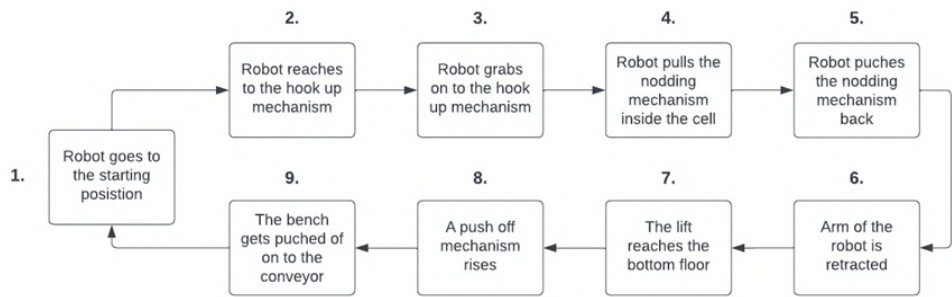 1.
Robot goes to
the starting
posistion
2.
Robot reaches
to the hook up
mechanism
3.
Robot grabs
on to the hook
up mechanism
4.
Robot pulls the
nodding
mechanism
inside the cell
5.
Robot puches
the nodding
mechanism
back
6.
Arm of the
robot is
retracted
7.
The lift
reaches the
bottom floor
8.
A push off
mechanism
rises
9.
The bench
gets puched of
on to the
conveyor